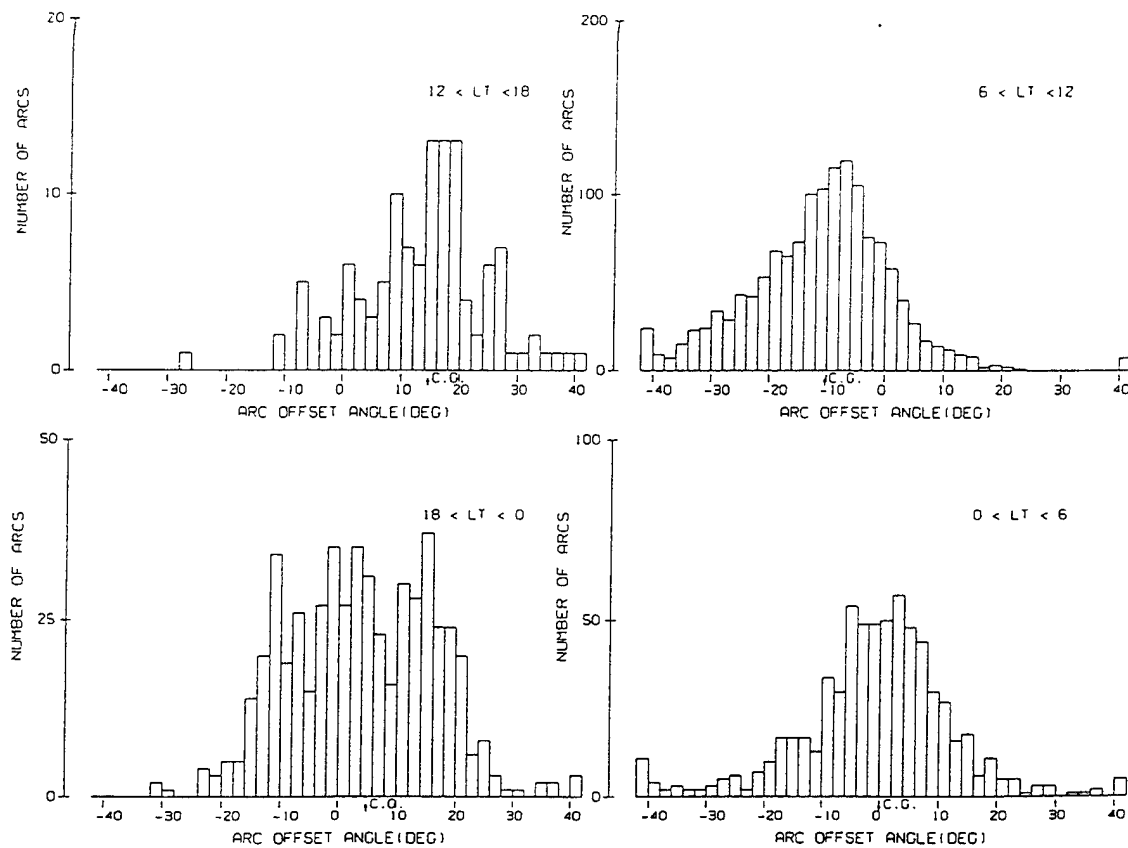 20
10
0
NUMBER OF ARCS
12 < LT <18
-40 -30 -20 -10 0 10 20 30 40
C.G.
ARC OFFSET ANGLE(DEG)
200
100
0
NUMBER OF ARCS
6 < LT <12
-40 -30 -20 -10 0 10 20 30 40
C.G.
ARC OFFSET ANGLE(DEG)
50
25
0
NUMBER OF ARCS
18 < LT < 0
-40 -30 -20 -10 0 10 20 30 40
C.G.
ARC OFFSET ANGLE(DEG)
100
50
0
NUMBER OF ARCS
0 < LT < 6
-40 -30 -20 -10 0 10 20 30 40
C.G.
ARC OFFSET ANGLE(DEG)